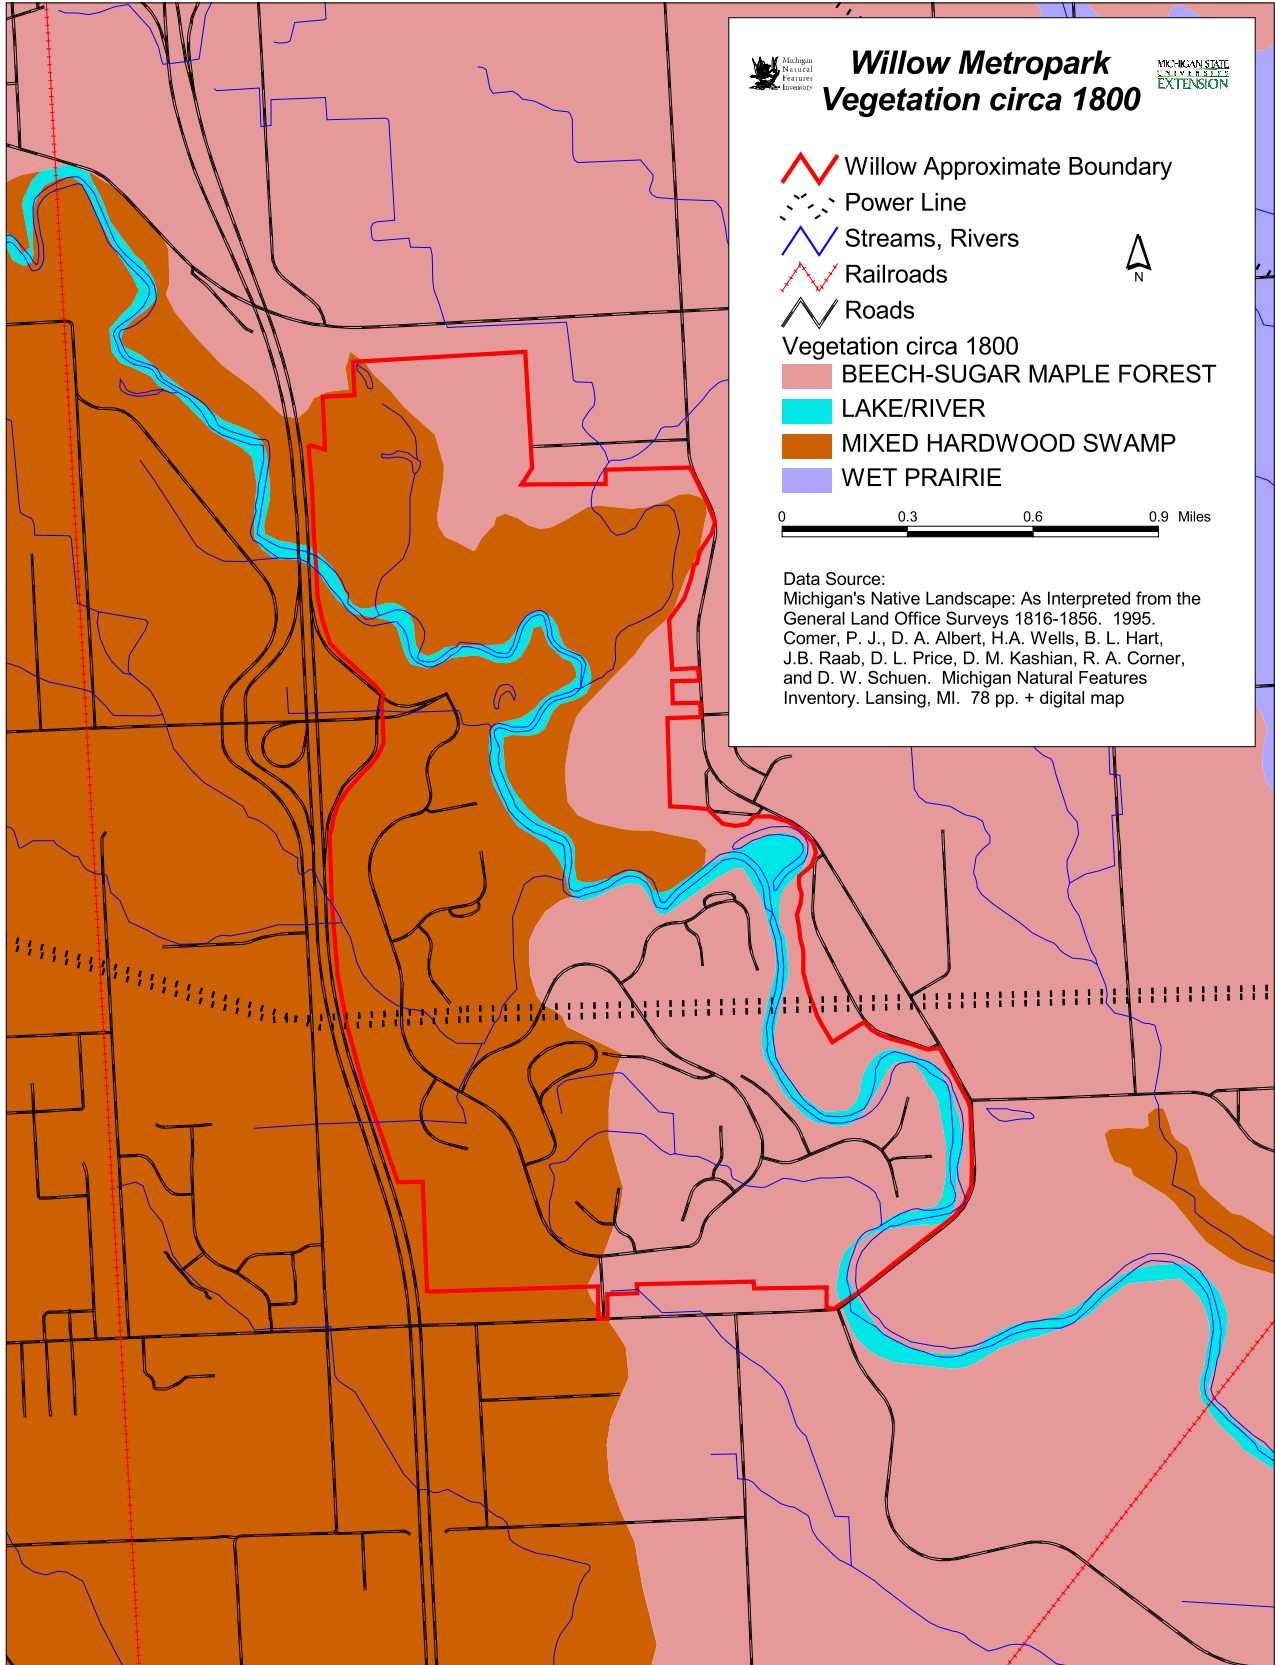 Michigan
Natural
Features
Inventory
Willow Metropark
Vegetation circa 1800
MICHIGAN STATE
UNIVERSITY
EXTENSION
Willow Approximate Boundary
Power Line
Streams, Rivers
Railroads
Roads
N
Vegetation circa 1800
BEECH-SUGAR MAPLE FOREST
LAKE/RIVER
MIXED HARDWOOD SWAMP
WET PRAIRIE
0 0.3 0.6 0.9 Miles
Data Source:
Michigan's Native Landscape: As Interpreted from the
General Land Office Surveys 1816-1856. 1995.
Comer, P. J., D. A. Albert, H.A. Wells, B. L. Hart,
J.B. Raab, D. L. Price, D. M. Kashian, R. A. Corner,
and D. W. Schuen. Michigan Natural Features
Inventory. Lansing, MI. 78 pp. + digital map